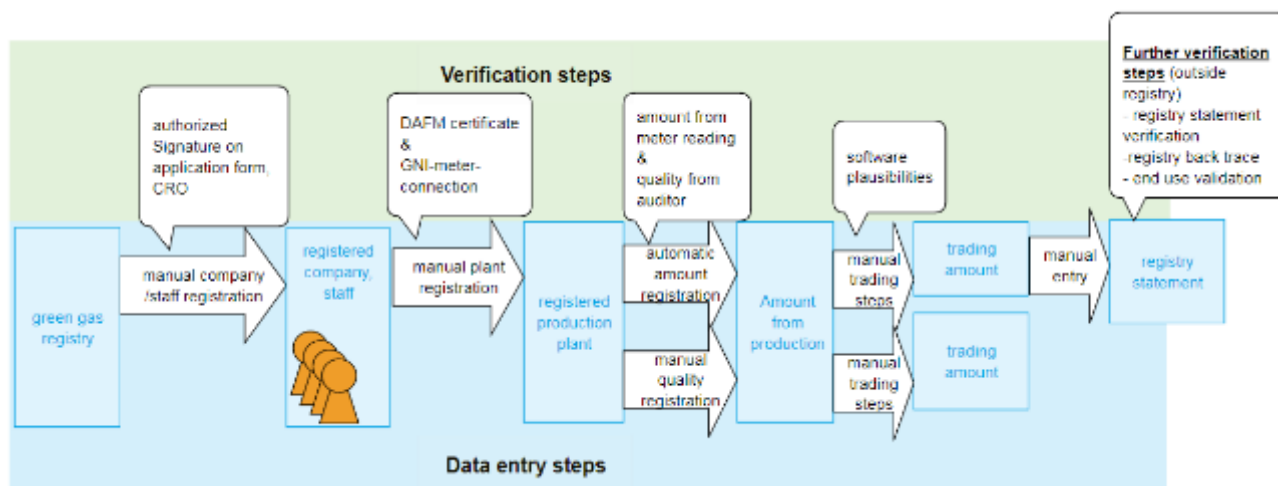 Verification steps
authorized
Signature on
application form,
CRO
DAFM certificate
&
GNI-meter-
connection
amount from
meter reading
&
quality from
auditor
software
plausibilities
Further verification
steps (outside
registry)
- registry statement
verification
-registry back trace
- end use validation
green gas
registry
manual company
/staff registration
registered
company,
staff
manual plant
registration
registered
production
plant
automatic
amount
registration
manual
quality
registration
Amount
from
production
manual
trading
steps
manual
trading
steps
trading
amount
trading
amount
manual
entry
registry
statement
Data entry steps